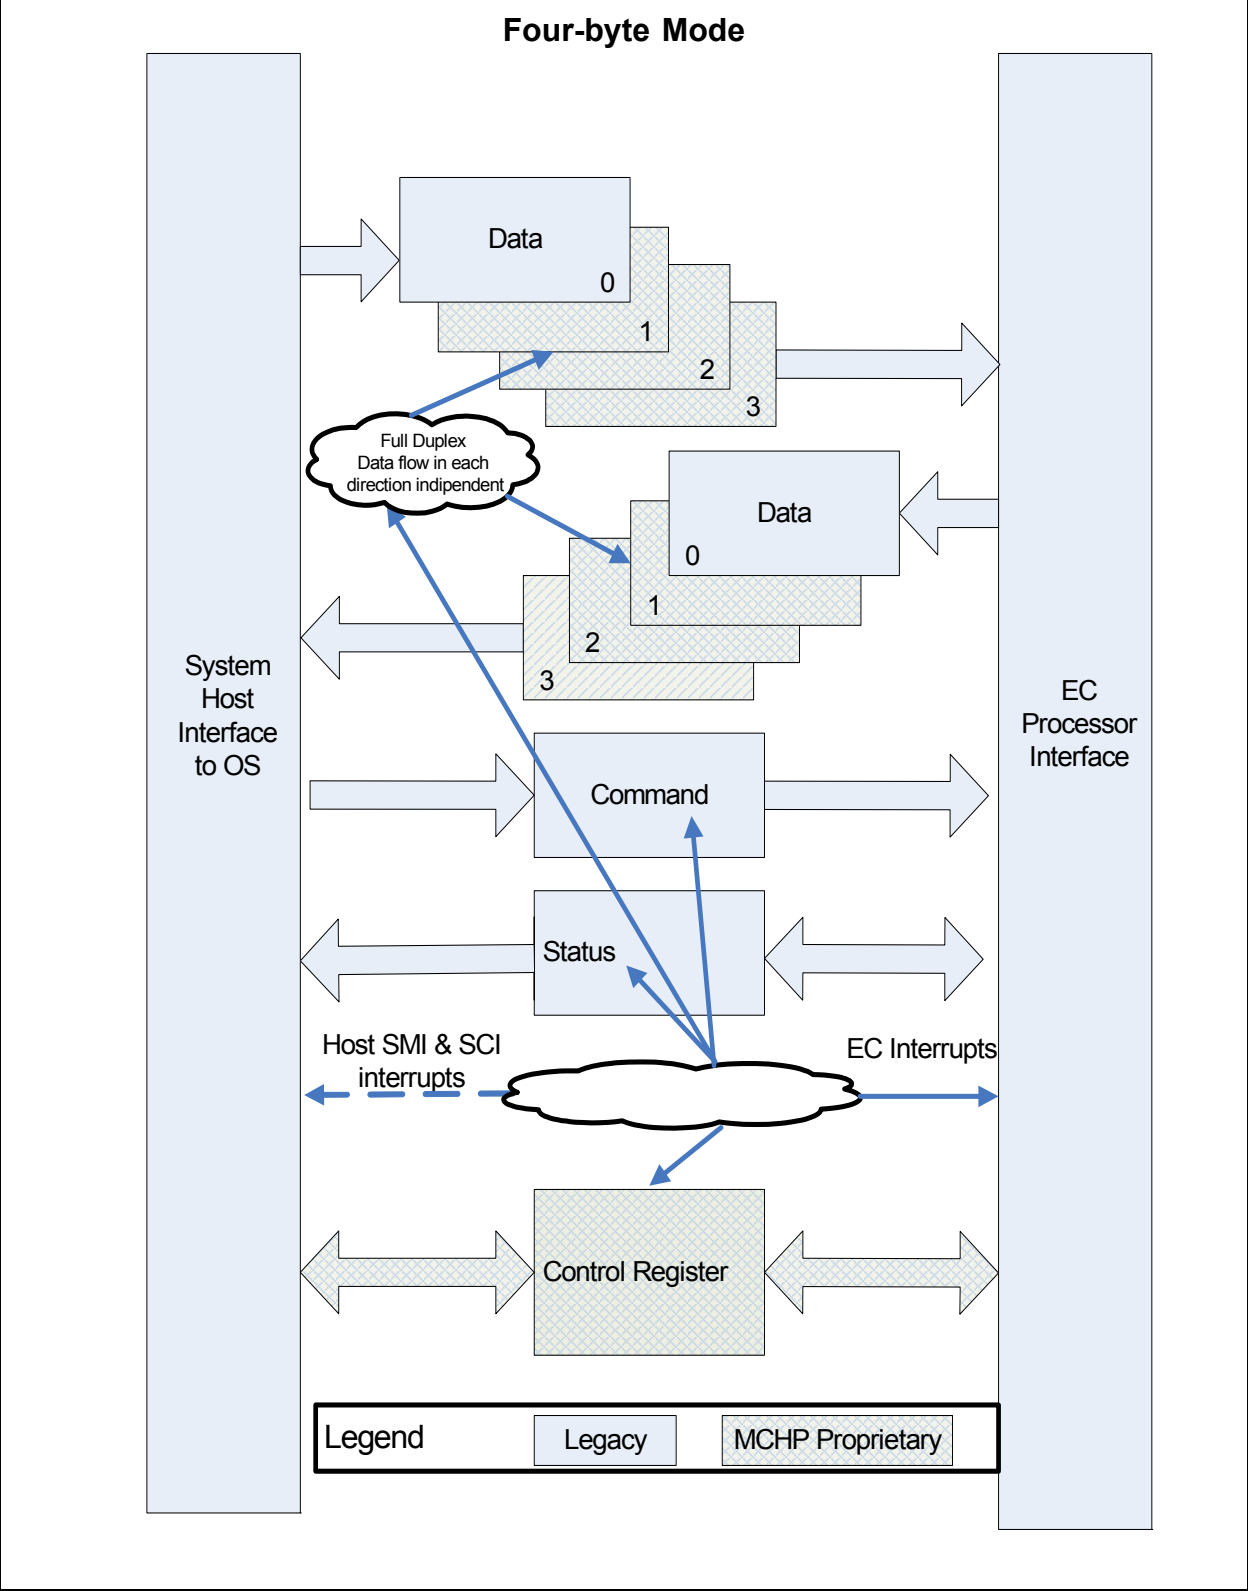 Four-byte Mode
Data
0
1
2
3
Full Duplex
Data flow in each
direction indipendent
Data
0
1
2
3
System
Host
Interface
to OS
EC
Processor
Interface
Command
Status
Host SMI & SCI
interrupts
EC Interrupts
Control Register
Legend
Legacy
MCHP Proprietary